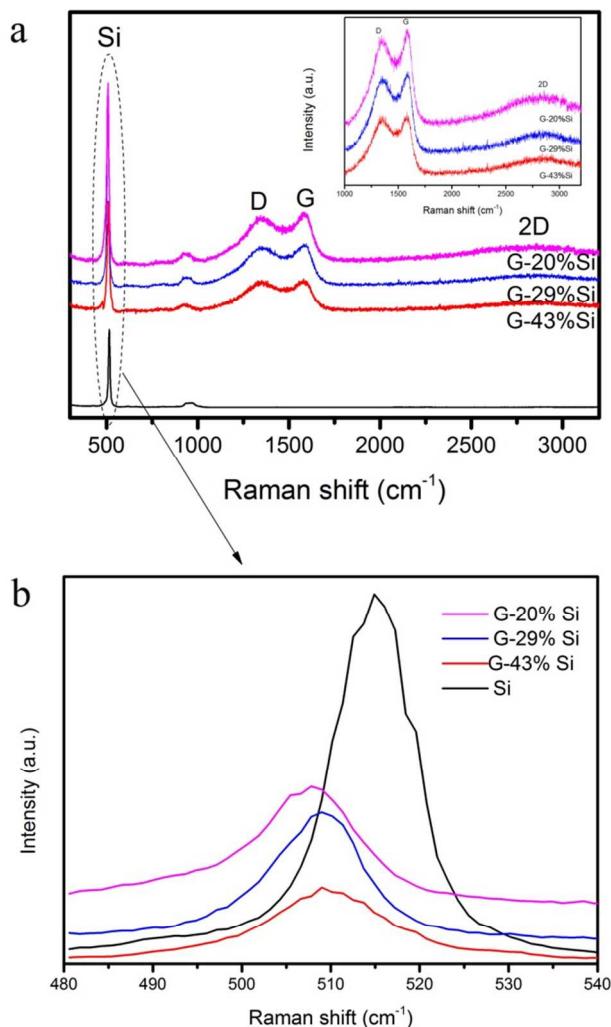 a
Si
D
G
2D
G-20%Si
G-29%Si
G-43%Si
500 1000 1500 2000 2500 3000
Raman shift (cm-1)
Intensity (a.u.)
D
G
2D
G-20%Si
G-29%Si
G-43%Si
1000 1500 2000 2500 3000
Raman shift (cm-1)
b
Intensity (a.u.)
G-20% Si
G-29% Si
G-43% Si
Si
480 490 500 510 520 530 540
Raman shift (cm-1)